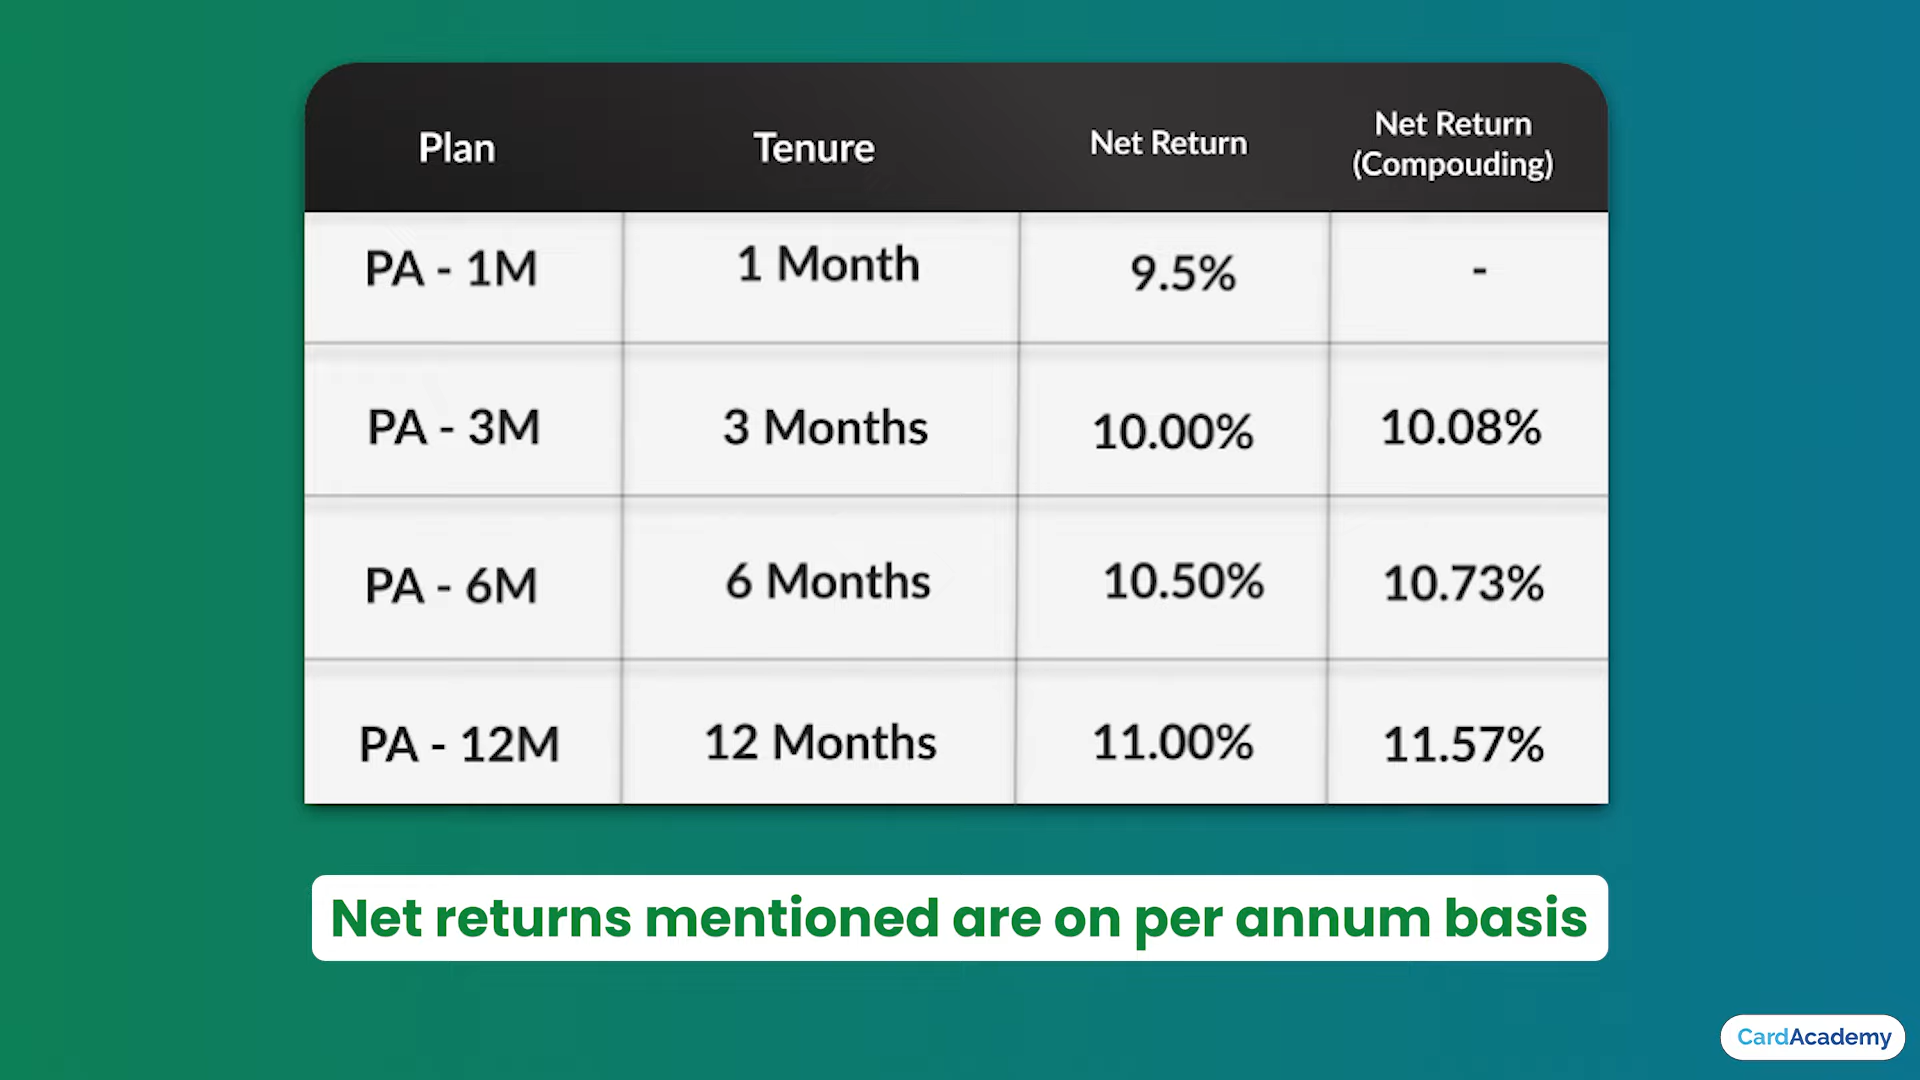 Plan Tenure Net Return Net Return
(Compouding)
PA - 1M 1 Month 9.5% -
PA - 3M 3 Months 10.00% 10.08%
PA - 6M 6 Months 10.50% 10.73%
PA - 12M 12 Months 11.00% 11.57%
Net returns mentioned are on per annum basis
CardAcademy